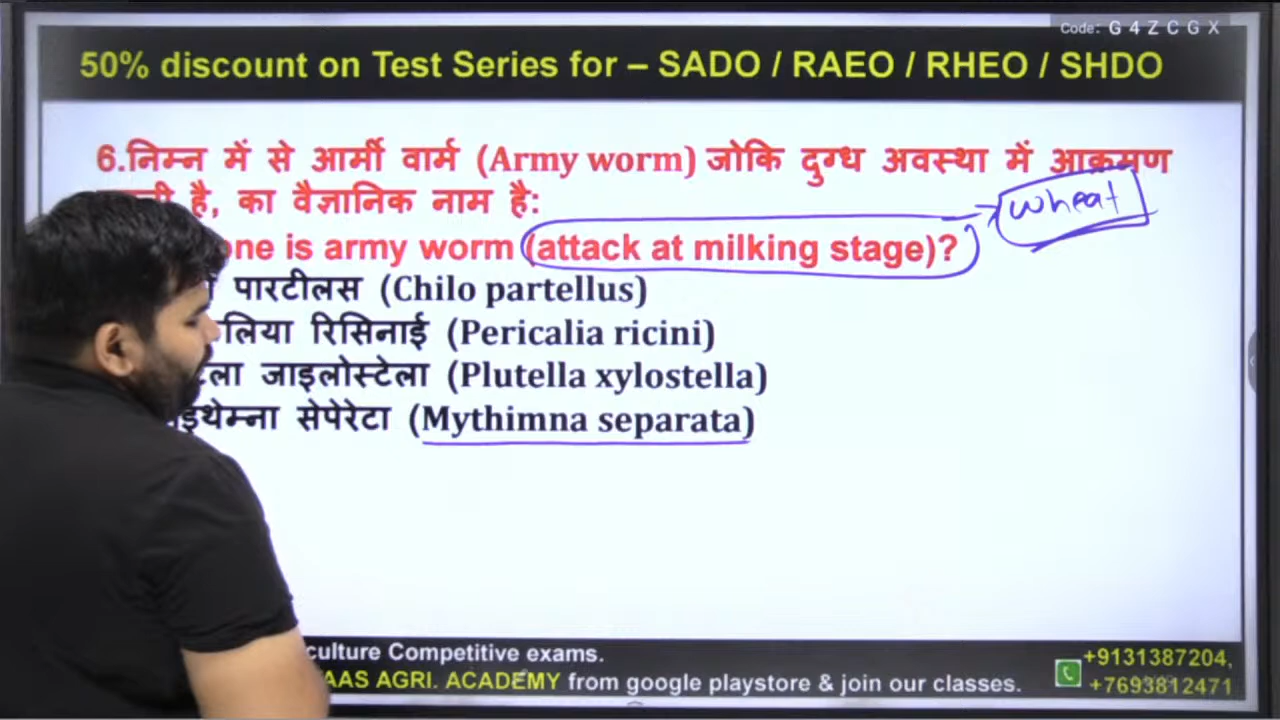 Code: G 4 Z C G X
50% discount on Test Series for – SADO / RAEO / RHEO / SHDO
6.निम्न में से आर्मी वार्म (Army worm) जोकि दुग्ध अवस्था में आक्रमण
है, का वैज्ञानिक नाम है:
wheat
one is army worm (attack at milking stage)?
पारटीलस (Chilo partellus)
रिसिनाई (Pericalia ricini)
जाइलोस्टेला (Plutella xylostella)
सेपेरेटा (Mythimna separata)
culture Competitive exams.
AGRI. ACADEMY from google playstore & join our classes.
+9131387204,
+7693812471